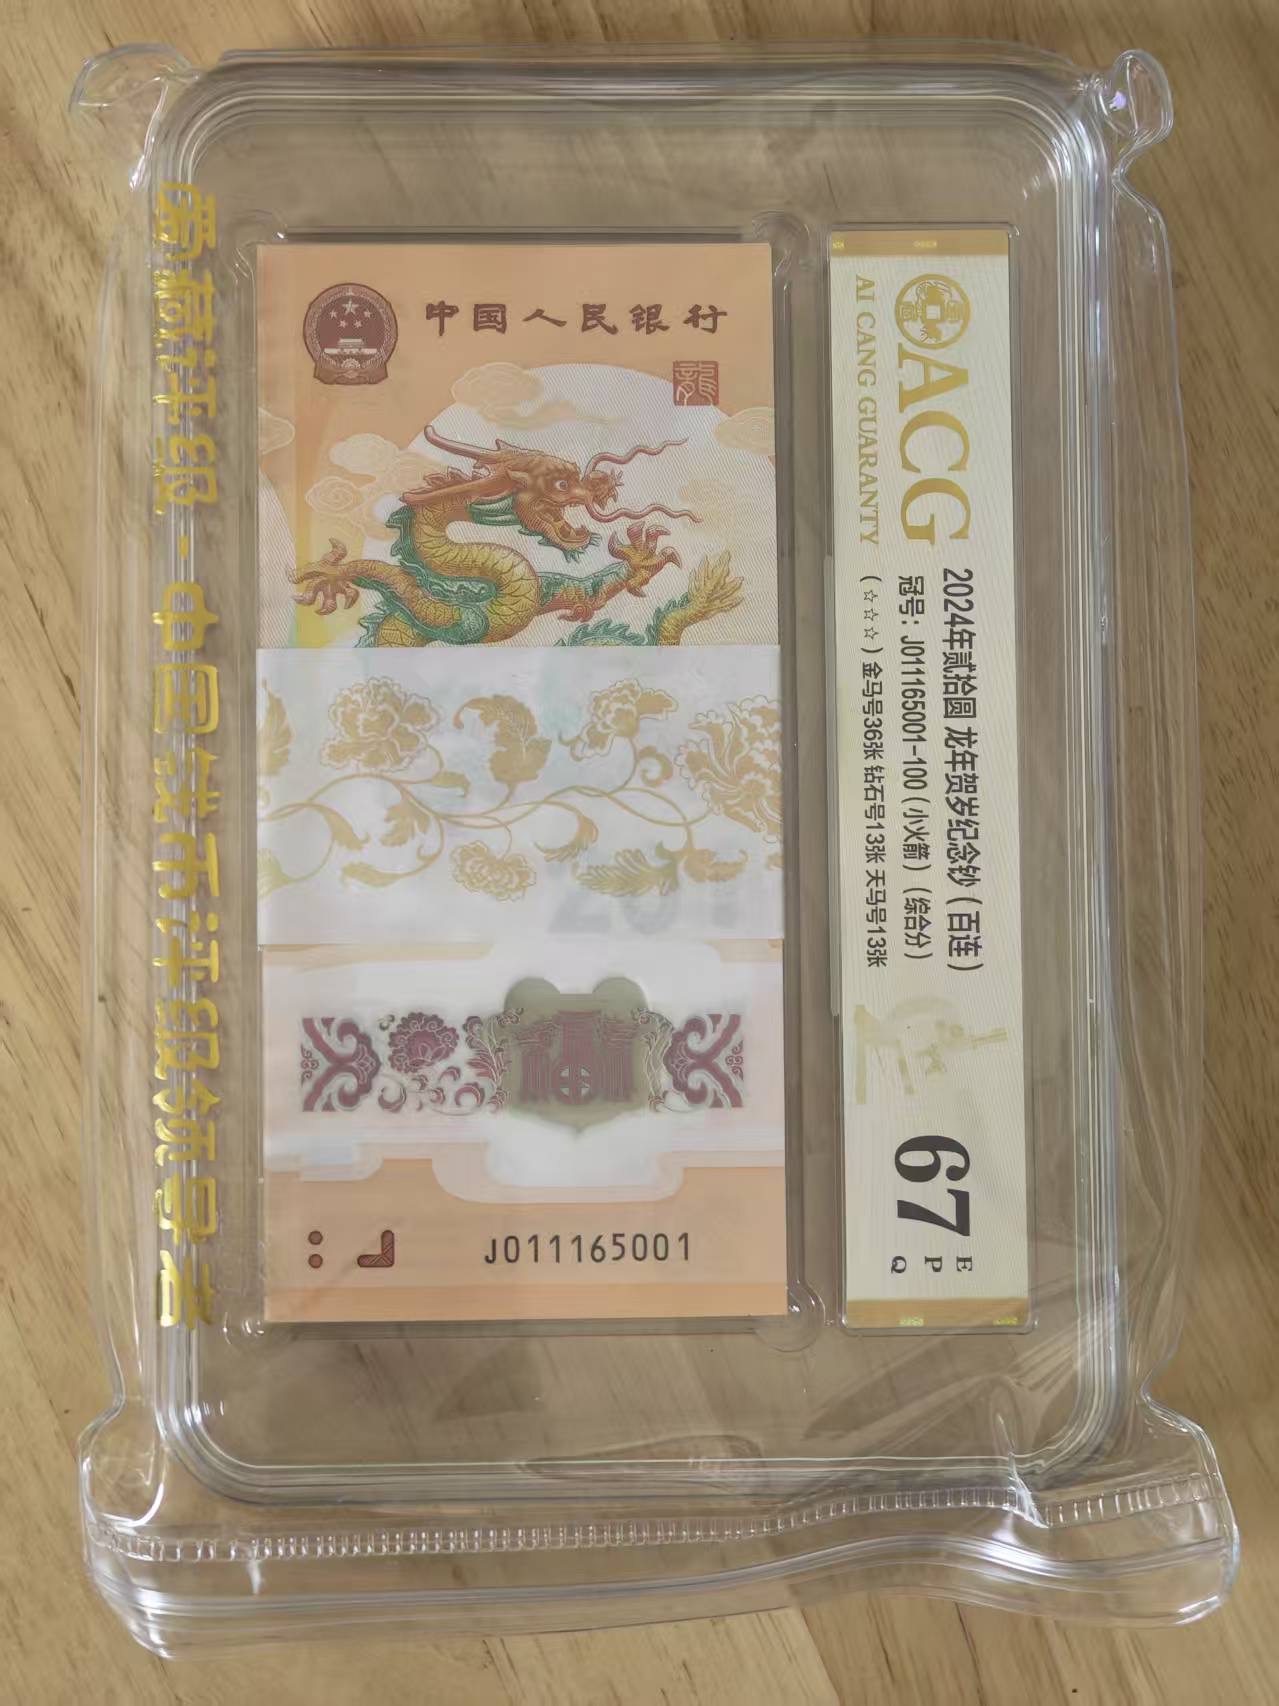 爱藏评级-中国钱币评级领导者
中国人民银行
龍
J011165001
ACG
AI CANG GUARANTY
2024年贰拾圆 龙年贺岁纪念钞(百连)
冠号: J011165001-100(小火箭)(综合分)
(☆☆☆)金马号36张 钻石号13张 天马号13张
67
E
P
Q